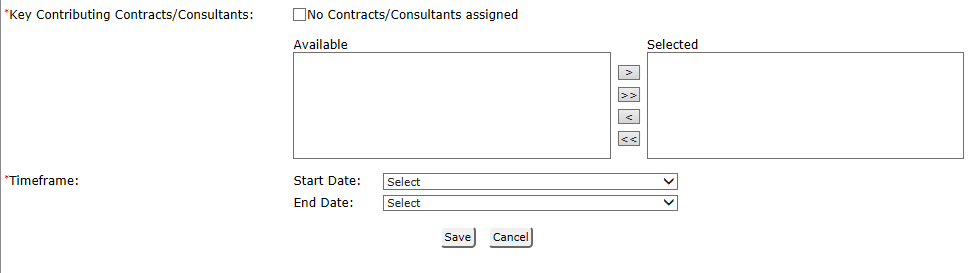 *Key Contributing Contracts/Consultants: No Contracts/Consultants assigned
Available Selected
>
>>
<
<<
*Timeframe: Start Date: Select
End Date: Select
Save Cancel